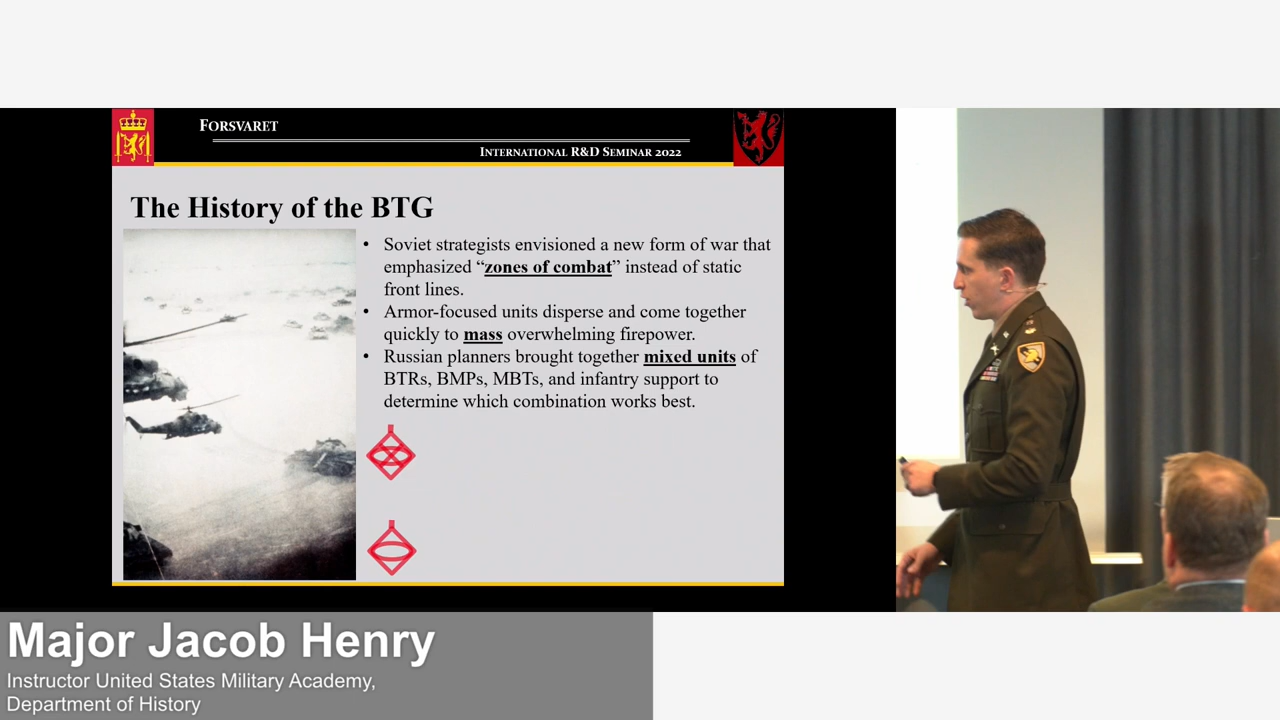 FORSVARET
INTERNATIONAL R&D SEMINAR 2022
The History of the BTG
• Soviet strategists envisioned a new form of war that
emphasized “zones of combat” instead of static
front lines.
• Armor-focused units disperse and come together
quickly to mass overwhelming firepower.
• Russian planners brought together mixed units of
BTRs, BMPs, MBTs, and infantry support to
determine which combination works best.
Major Jacob Henry
Instructor United States Military Academy,
Department of History